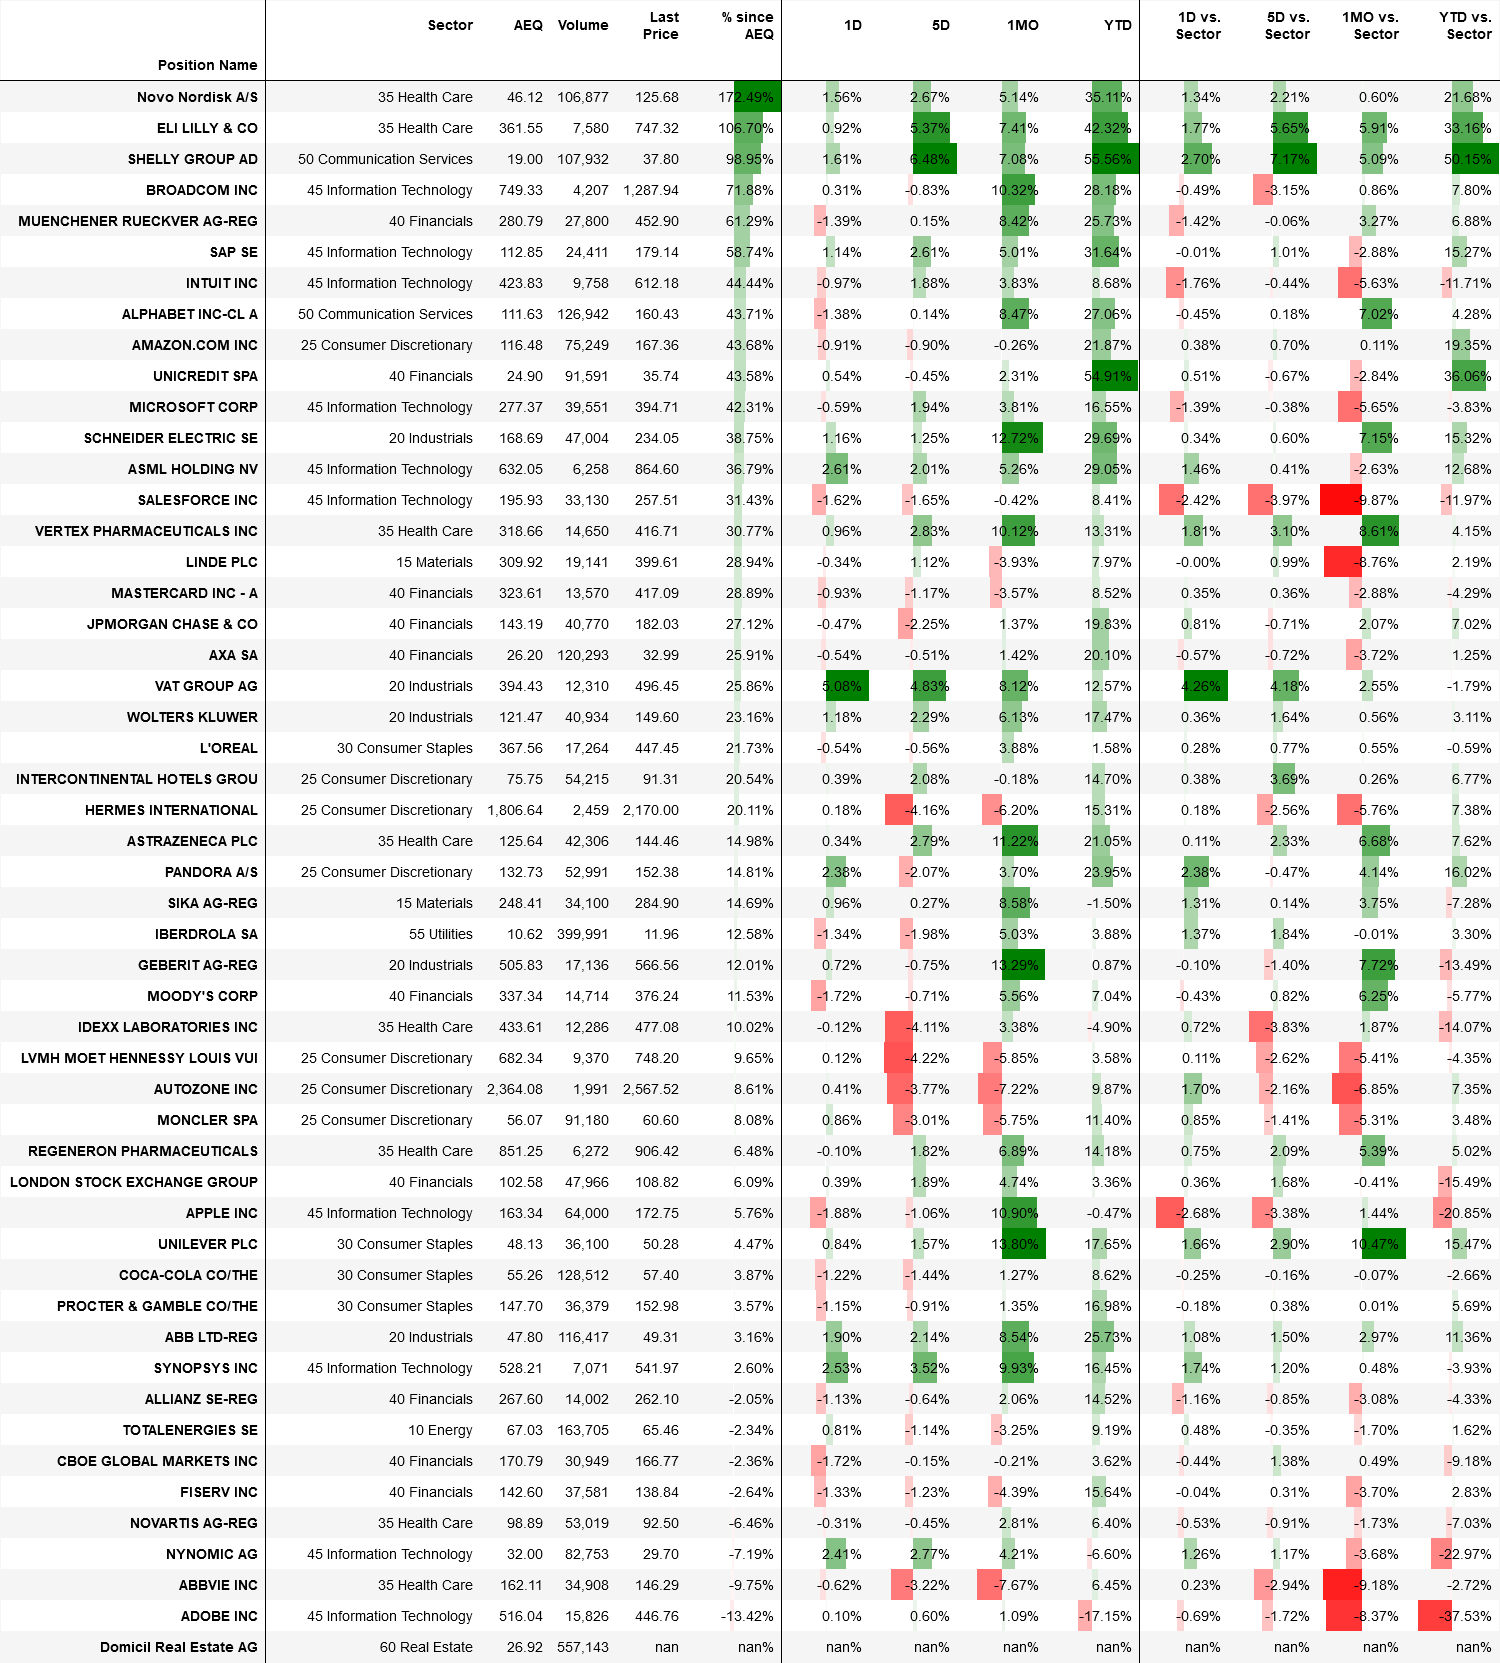 Position Name Sector AEQ Volume Last Price % since AEQ 1D 5D 1MO YTD 1D vs. Sector 5D vs. Sector 1MO vs. Sector YTD vs. Sector
Novo Nordisk A/S 35 Health Care 46.12 106,877 125.68 172.49% 1.56% 2.67% 5.14% 35.11% 1.34% 2.21% 0.60% 21.68%
ELI LILLY & CO 35 Health Care 361.55 7,580 747.32 106.70% 0.92% 5.37% 7.41% 42.32% 1.77% 5.65% 5.91% 33.16%
SHELLY GROUP AD 50 Communication Services 19.00 107,932 37.80 98.95% 1.61% 6.48% 7.08% 55.56% 2.70% 7.17% 5.09% 50.15%
BROADCOM INC 45 Information Technology 749.33 4,207 1,287.94 71.88% 0.31% -0.83% 10.32% 28.18% -0.49% -3.15% 0.86% 7.80%
MUENCHENER RUECKVER AG-REG 40 Financials 280.79 27,800 452.90 61.29% -1.39% 0.15% 8.42% 25.73% -1.42% -0.06% 3.27% 6.88%
SAP SE 45 Information Technology 112.85 24,411 179.14 58.74% 1.14% 2.61% 5.01% 31.64% -0.01% 1.01% -2.88% 15.27%
INTUIT INC 45 Information Technology 423.83 9,758 612.18 44.44% -0.97% 1.88% 3.83% 8.68% -1.76% -0.44% -5.63% -11.71%
ALPHABET INC-CL A 50 Communication Services 111.63 126,942 160.43 43.71% -1.38% 0.14% 8.47% 27.06% -0.45% 0.18% 7.02% 4.28%
AMAZON.COM INC 25 Consumer Discretionary 116.48 75,249 167.36 43.68% -0.91% -0.90% -0.26% 21.87% 0.38% 0.70% 0.11% 19.35%
UNICREDIT SPA 40 Financials 24.90 91,591 35.74 43.58% 0.54% -0.45% 2.31% 54.91% 0.51% -0.67% -2.84% 36.06%
MICROSOFT CORP 45 Information Technology 277.37 39,551 394.71 42.31% -0.59% 1.94% 3.81% 16.55% -1.39% -0.38% -5.65% -3.83%
SCHNEIDER ELECTRIC SE 20 Industrials 168.69 47,004 234.05 38.75% 1.16% 1.25% 12.72% 29.69% 0.34% 0.60% 7.15% 15.32%
ASML HOLDING NV 45 Information Technology 632.05 6,258 864.60 36.79% 2.61% 2.01% 5.26% 29.05% 1.46% 0.41% -2.63% 12.68%
SALESFORCE INC 45 Information Technology 195.93 33,130 257.51 31.43% -1.62% -1.65% -0.42% 8.41% -2.42% -3.97% -9.87% -11.97%
VERTEX PHARMACEUTICALS INC 35 Health Care 318.66 14,650 416.71 30.77% 0.96% 2.83% 10.12% 13.31% 1.81% 3.10% 8.61% 4.15%
LINDE PLC 15 Materials 309.92 19,141 399.61 28.94% -0.34% 1.12% -3.93% 7.97% -0.00% 0.99% -8.76% 2.19%
MASTERCARD INC - A 40 Financials 323.61 13,570 417.09 28.89% -0.93% -1.17% -3.57% 8.52% 0.35% 0.36% -2.88% -4.29%
JPMORGAN CHASE & CO 40 Financials 143.19 40,770 182.03 27.12% -0.47% -2.25% 1.37% 19.83% 0.81% -0.71% 2.07% 7.02%
AXA SA 40 Financials 26.20 120,293 32.99 25.91% -0.54% -0.51% 1.42% 20.10% -0.57% -0.72% -3.72% 1.25%
VAT GROUP AG 20 Industrials 394.43 12,310 496.45 25.86% 5.08% 4.83% 8.12% 12.57% 4.26% 4.18% 2.55% -1.79%
WOLTERS KLUWER 20 Industrials 121.47 40,934 149.60 23.16% 1.18% 2.29% 6.13% 17.47% 0.36% 1.64% 0.56% 3.11%
L'OREAL 30 Consumer Staples 367.56 17,264 447.45 21.73% -0.54% -0.56% 3.88% 1.58% 0.28% 0.77% 0.55% -0.59%
INTERCONTINENTAL HOTELS GROU 25 Consumer Discretionary 75.75 54,215 91.31 20.54% 0.39% 2.08% -0.18% 14.70% 0.38% 3.69% 0.26% 6.77%
HERMES INTERNATIONAL 25 Consumer Discretionary 1,806.64 2,459 2,170.00 20.11% 0.18% -4.16% -6.20% 15.31% 0.18% -2.56% -5.76% 7.38%
ASTRAZENECA PLC 35 Health Care 125.64 42,306 144.46 14.98% 0.34% 2.79% 11.22% 21.05% 0.11% 2.33% 6.68% 7.62%
PANDORA A/S 25 Consumer Discretionary 132.73 52,991 152.38 14.81% 2.38% -2.07% 3.70% 23.95% 2.38% -0.47% 4.14% 16.02%
SIKA AG-REG 15 Materials 248.41 34,100 284.90 14.69% 0.96% 0.27% 8.58% -1.50% 1.31% 0.14% 3.75% -7.28%
IBERDROLA SA 55 Utilities 10.62 399,991 11.96 12.58% -1.34% -1.98% 5.03% 3.88% 1.37% 1.84% -0.01% 3.30%
GEBERIT AG-REG 20 Industrials 505.83 17,136 566.56 12.01% 0.72% -0.75% 13.29% 0.87% -0.10% -1.40% 7.72% -13.49%
MOODY'S CORP 40 Financials 337.34 14,714 376.24 11.53% -1.72% -0.71% 5.56% 7.04% -0.43% 0.82% 6.25% -5.77%
IDEXX LABORATORIES INC 35 Health Care 433.61 12,286 477.08 10.02% -0.12% -4.11% 3.38% -4.90% 0.72% -3.83% 1.87% -14.07%
LVMH MOET HENNESSY LOUIS VUI 25 Consumer Discretionary 682.34 9,370 748.20 9.65% 0.12% -4.22% -5.85% 3.58% 0.11% -2.62% -5.41% -4.35%
AUTOZONE INC 25 Consumer Discretionary 2,364.08 1,991 2,567.52 8.61% 0.41% -3.77% -7.22% 9.87% 1.70% -2.16% -6.85% 7.35%
MONCLER SPA 25 Consumer Discretionary 56.07 91,180 60.60 8.08% 0.86% -3.01% -5.75% 11.40% 0.85% -1.41% -5.31% 3.48%
REGENERON PHARMACEUTICALS 35 Health Care 851.25 6,272 906.42 6.48% -0.10% 1.82% 6.89% 14.18% 0.75% 2.09% 5.39% 5.02%
LONDON STOCK EXCHANGE GROUP 40 Financials 102.58 47,966 108.82 6.09% 0.39% 1.89% 4.74% 3.36% 0.36% 1.68% -0.41% -15.49%
APPLE INC 45 Information Technology 163.34 64,000 172.75 5.76% -1.88% -1.06% 10.90% -0.47% -2.68% -3.38% 1.44% -20.85%
UNILEVER PLC 30 Consumer Staples 48.13 36,100 50.28 4.47% 0.84% 1.57% 13.80% 17.65% 1.66% 2.90% 10.47% 15.47%
COCA-COLA CO/THE 30 Consumer Staples 55.26 128,512 57.40 3.87% -1.22% -1.44% 1.27% 8.62% -0.25% -0.16% -0.07% -2.66%
PROCTER & GAMBLE CO/THE 30 Consumer Staples 147.70 36,379 152.98 3.57% -1.15% -0.91% 1.35% 16.98% -0.18% 0.38% 0.01% 5.69%
ABB LTD-REG 20 Industrials 47.80 116,417 49.31 3.16% 1.90% 2.14% 8.54% 25.73% 1.08% 1.50% 2.97% 11.36%
SYNOPSYS INC 45 Information Technology 528.21 7,071 541.97 2.60% 2.53% 3.52% 9.93% 16.45% 1.74% 1.20% 0.48% -3.93%
ALLIANZ SE-REG 40 Financials 267.60 14,002 262.10 -2.05% -1.13% -0.64% 2.06% 14.52% -1.16% -0.85% -3.08% -4.33%
TOTALENERGIES SE 10 Energy 67.03 163,705 65.46 -2.34% 0.81% -1.14% -3.25% 9.19% 0.48% -0.35% -1.70% 1.62%
CBOE GLOBAL MARKETS INC 40 Financials 170.79 30,949 166.77 -2.36% -1.72% -0.15% -0.21% 3.62% -0.44% 1.38% 0.49% -9.18%
FISERV INC 40 Financials 142.60 37,581 138.84 -2.64% -1.33% -1.23% -4.39% 15.64% -0.04% 0.31% -3.70% 2.83%
NOVARTIS AG-REG 35 Health Care 98.89 53,019 92.50 -6.46% -0.31% -0.45% 2.81% 6.40% -0.53% -0.91% -1.73% -7.03%
NYNOMIC AG 45 Information Technology 32.00 82,753 29.70 -7.19% 2.41% 2.77% 4.21% -6.60% 1.26% 1.17% -3.68% -22.97%
ABBVIE INC 35 Health Care 162.11 34,908 146.29 -9.75% -0.62% -3.22% -7.67% 6.45% 0.23% -2.94% -9.18% -2.72%
ADOBE INC 45 Information Technology 516.04 15,826 446.76 -13.42% 0.10% 0.60% 1.09% -17.15% -0.69% -1.72% -8.37% -37.53%
Domicil Real Estate AG 60 Real Estate 26.92 557,143 nan nan% nan% nan% nan% nan% nan% nan% nan% nan%